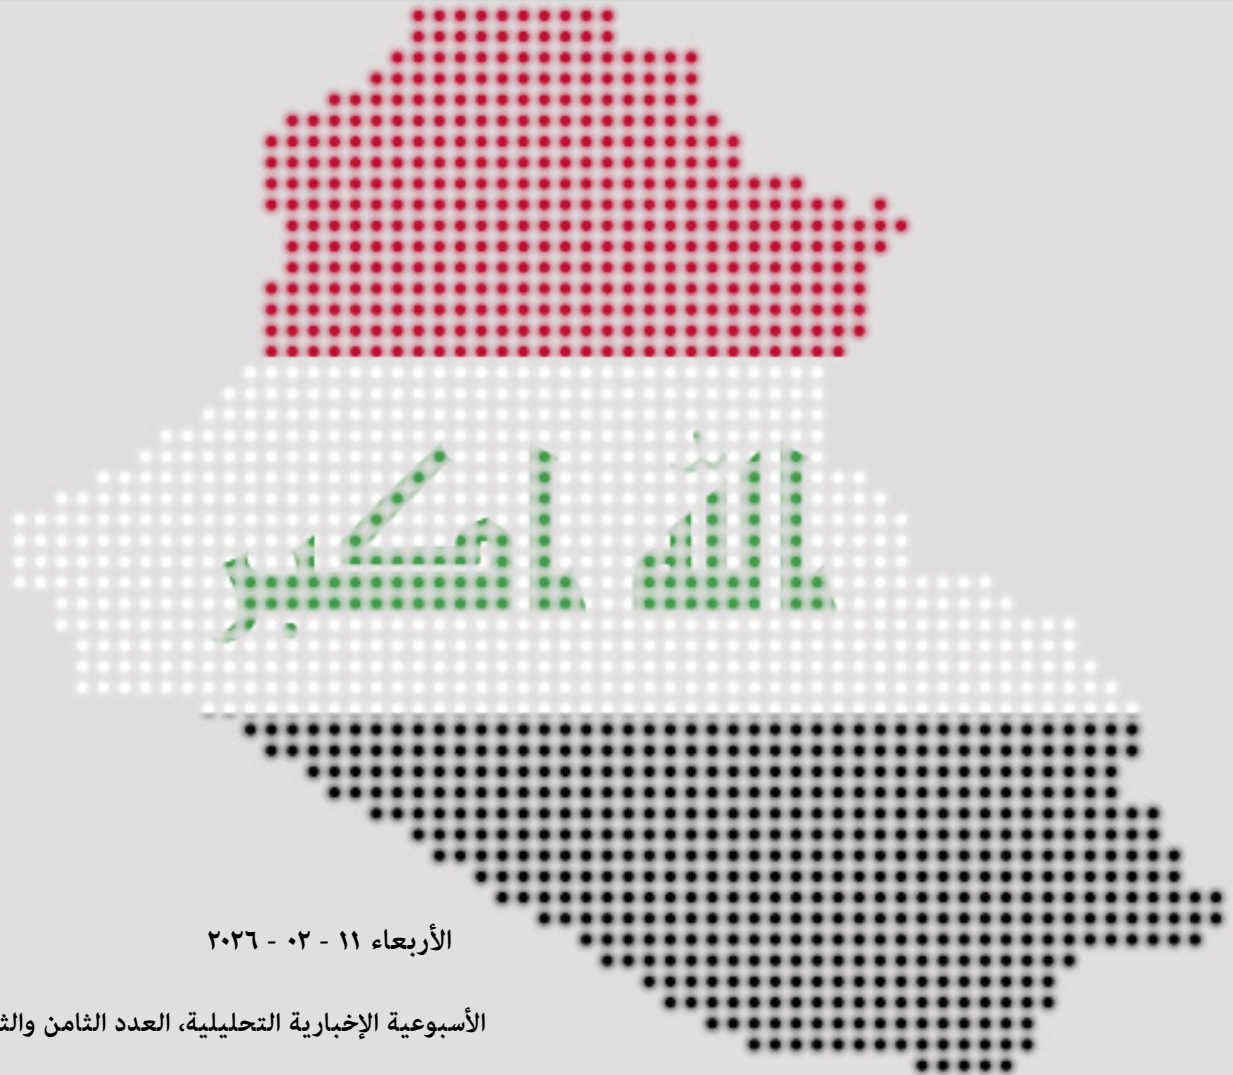 الله اكبر
الأربعاء ١١ - ٠٢ - ٢٠٢٦
الأسبوعية الإخبارية التحليلية، العدد الثامن